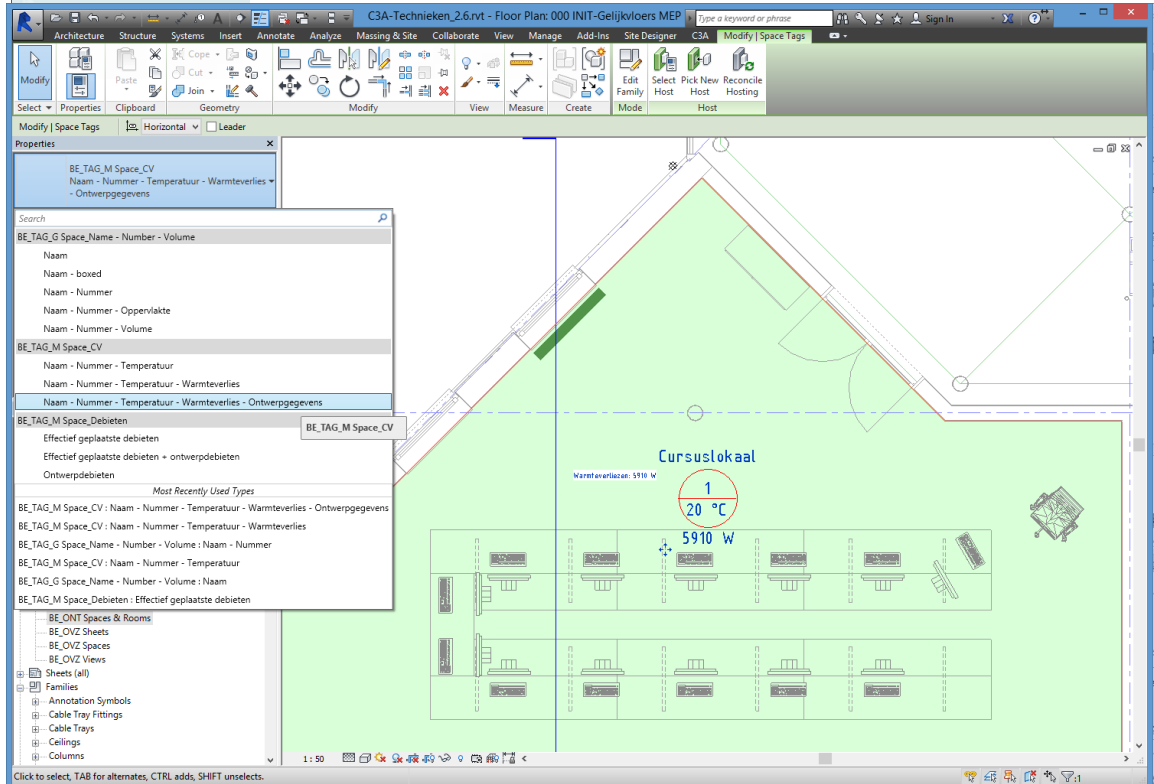 C3A-Technieken_2.6.rvt - Floor Plan: 000 INIT-Gelijkvloers MEP
Type a keyword or phrase
Sign In
Architecture Structure Systems Insert Annotate Analyze Massing & Site Collaborate View Manage Add-Ins Site Designer C3A Modify | Space Tags
Modify
Paste
Cope
Cut
Join
Edit Family
Select Host
Pick New Host
Reconcile Hosting
Select Properties Clipboard Geometry Modify View Measure Create Mode Host
Modify | Space Tags Horizontal Leader
Properties
BE_TAG_M Space_CV
Naam - Nummer - Temperatuur - Warmteverlies
- Ontwerpgegevens
Search
BE_TAG_G Space_Name - Number - Volume
Naam
Naam - boxed
Naam - Nummer
Naam - Nummer - Oppervlakte
Naam - Nummer - Volume
BE_TAG_M Space_CV
Naam - Nummer - Temperatuur
Naam - Nummer - Temperatuur - Warmteverlies
Naam - Nummer - Temperatuur - Warmteverlies - Ontwerpgegevens
BE_TAG_M Space_Debieten
BE_TAG_M Space_CV
Effectief geplaatste debieten
Effectief geplaatste debieten + ontwerpdebieten
Ontwerpdebieten
Most Recently Used Types
BE_TAG_M Space_CV : Naam - Nummer - Temperatuur - Warmteverlies - Ontwerpgegevens
BE_TAG_M Space_CV : Naam - Nummer - Temperatuur - Warmteverlies
BE_TAG_G Space_Name - Number - Volume : Naam - Nummer
BE_TAG_M Space_CV : Naam - Nummer - Temperatuur
BE_TAG_G Space_Name - Number - Volume : Naam
BE_TAG_M Space_Debieten : Effectief geplaatste debieten
BE_ONT Spaces & Rooms
BE_OVZ Sheets
BE_OVZ Spaces
BE_OVZ Views
Sheets (all)
Families
Annotation Symbols
Cable Tray Fittings
Cable Trays
Ceilings
Columns
Cursuslokaal
Warmteverliezen: 5910 W
1
20 °C
5910 W
1 : 50
Click to select, TAB for alternates, CTRL adds, SHIFT unselects.
:1